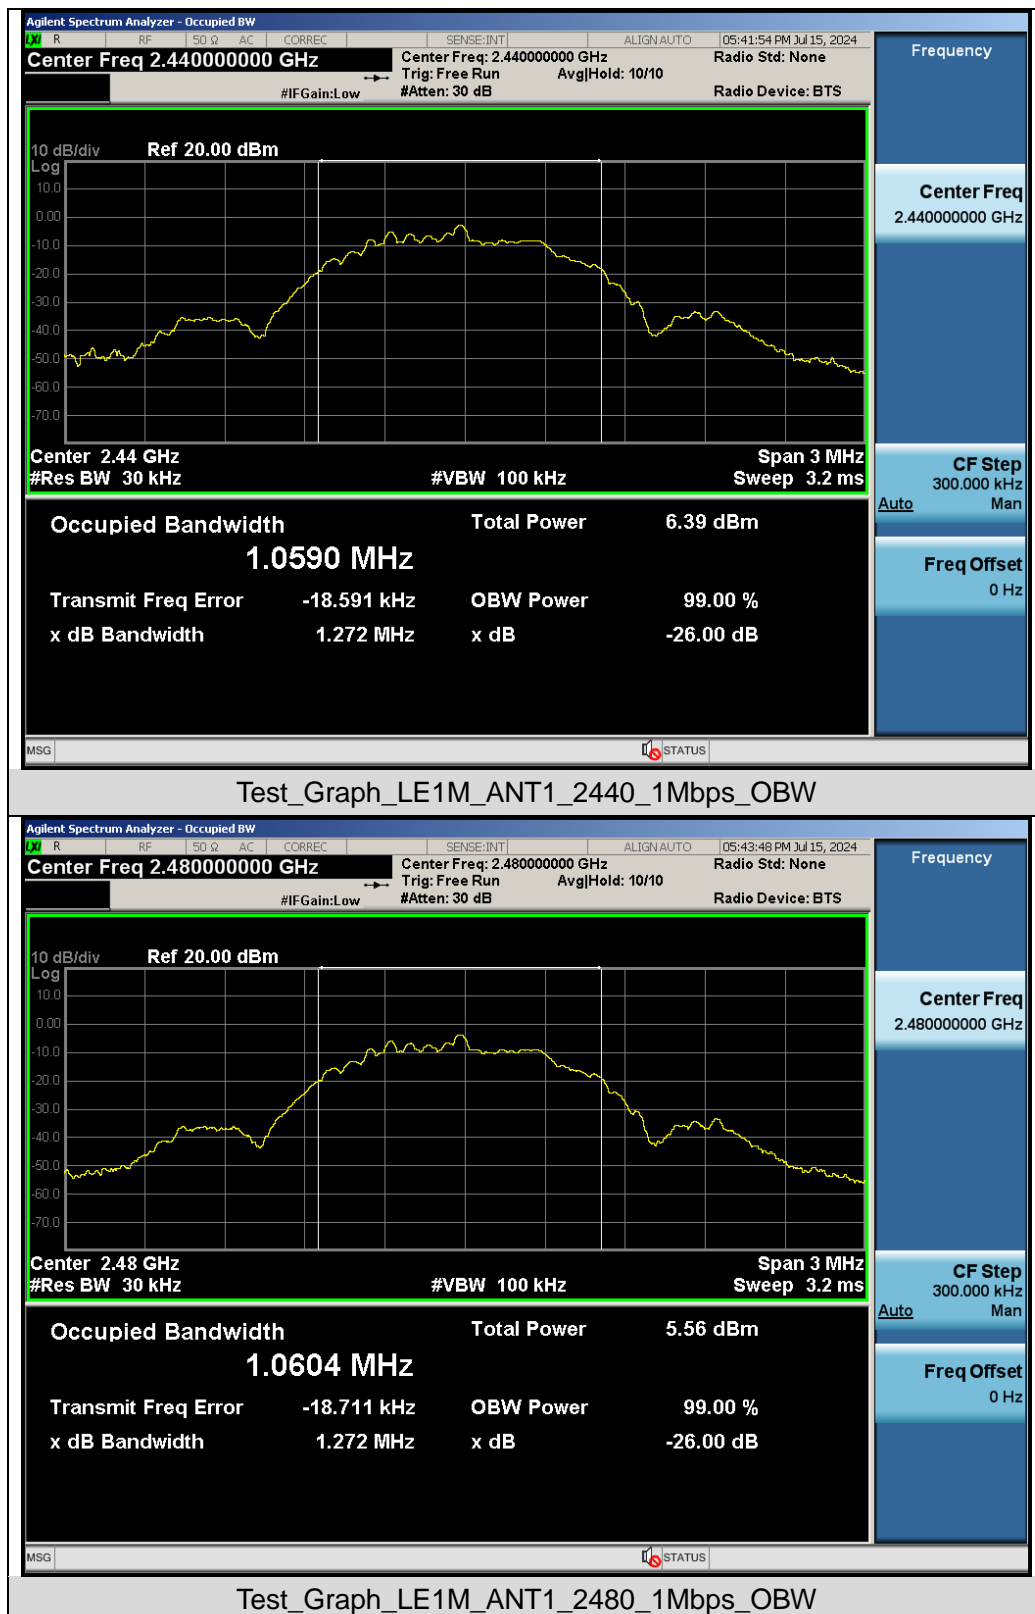 Agilent Spectrum Analyzer - Occupied BW
LXI R RF 50 Ω AC CORREC SENSE:INT ALIGN AUTO 05:41:54 PM Jul 15, 2024
Center Freq 2.440000000 GHz
Center Freq: 2.440000000 GHz Radio Std: None
Trig: Free Run Avg|Hold: 10/10
#IFGain:Low #Atten: 30 dB Radio Device: BTS
Frequency
10 dB/div Ref 20.00 dBm
Log
10.0
0.00
-10.0
-20.0
-30.0
-40.0
-50.0
-60.0
-70.0
Center 2.44 GHz Span 3 MHz
#Res BW 30 kHz #VBW 100 kHz Sweep 3.2 ms
Center Freq
2.440000000 GHz
CF Step
300.000 kHz
Auto Man
Freq Offset
0 Hz
Occupied Bandwidth Total Power 6.39 dBm
1.0590 MHz
Transmit Freq Error -18.591 kHz OBW Power 99.00 %
x dB Bandwidth 1.272 MHz x dB -26.00 dB
MSG STATUS
Test_Graph_LE1M_ANT1_2440_1Mbps_OBW
Agilent Spectrum Analyzer - Occupied BW
LXI R RF 50 Ω AC CORREC SENSE:INT ALIGN AUTO 05:43:48 PM Jul 15, 2024
Center Freq 2.480000000 GHz
Center Freq: 2.480000000 GHz Radio Std: None
Trig: Free Run Avg|Hold: 10/10
#IFGain:Low #Atten: 30 dB Radio Device: BTS
Frequency
10 dB/div Ref 20.00 dBm
Log
10.0
0.00
-10.0
-20.0
-30.0
-40.0
-50.0
-60.0
-70.0
Center 2.48 GHz Span 3 MHz
#Res BW 30 kHz #VBW 100 kHz Sweep 3.2 ms
Center Freq
2.480000000 GHz
CF Step
300.000 kHz
Auto Man
Freq Offset
0 Hz
Occupied Bandwidth Total Power 5.56 dBm
1.0604 MHz
Transmit Freq Error -18.711 kHz OBW Power 99.00 %
x dB Bandwidth 1.272 MHz x dB -26.00 dB
MSG STATUS
Test_Graph_LE1M_ANT1_2480_1Mbps_OBW